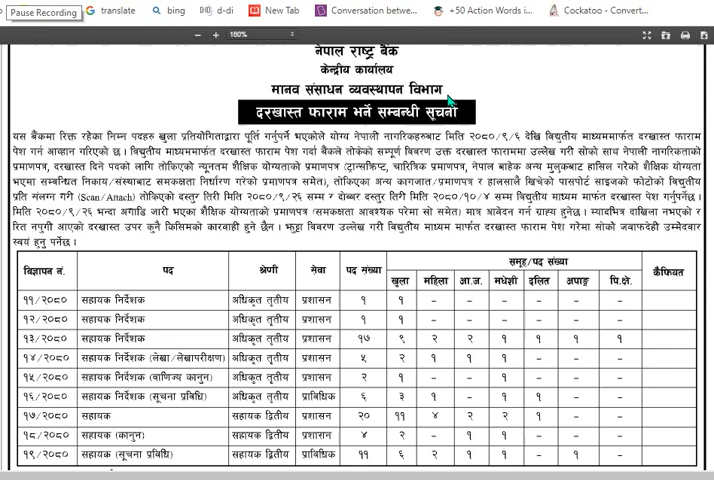 Pause Recording
translate
bing
d-di
New Tab
Conversation betwe...
+50 Action Words i...
Cockatoo - Convert...
160%
नेपाल राष्ट्र बैंक
केन्द्रीय कार्यालय
मानव संसाधन व्यवस्थापन विभाग
दरखास्त फाराम भर्ने सम्बन्धी सूचना
यस बैंकमा रिक्त रहेका निम्न पदहरु खुला प्रतियोगिताद्वारा पूर्ति गर्नुपर्ने भएकोले योग्य नेपाली नागरिकहरुबाट मिति २०८०/९/६ देखि विद्युतीय माध्यममार्फत दरखास्त फाराम
पेश गर्न आव्हान गरिएको छ । विद्युतीय माध्यममार्फत दरखास्त फाराम पेश गर्दा बैंकले तोकेको सम्पूर्ण विवरण उक्त दरखास्त फाराममा उल्लेख गरी सोको साथ नेपाली नागरिकताको
प्रमाणपत्र, दरखास्त दिने पदको लागि तोकिएको न्यूनतम शैक्षिक योग्यताको प्रमाणपत्र (ट्रान्सक्रिप्ट, चारित्रिक प्रमाणपत्र, नेपाल बाहेक अन्य मुलुकबाट हासिल गरेको शैक्षिक योग्यता
भएमा सम्बन्धित निकाय/संस्थाबाट समकक्षता निर्धारण गरेको प्रमाणपत्र समेत), तोकिएका अन्य कागजात/प्रमाणपत्र र हालसालै खिचेको पासपोर्ट साइजको फोटोको विद्युतीय
प्रति संलग्न गरी (Scan/Attach) तोकिएको दस्तुर तिरी मिति २०८०/९/२६ सम्म र दोब्बर दस्तुर तिरी मिति २०८०/१०/४ सम्म विद्युतीय माध्यम मार्फत दरखास्त पेश गर्नुपर्नेछ।
मिति २०८०/९/२६ भन्दा अगाडि जारी भएका शैक्षिक योग्यताको प्रमाणपत्र (समकक्षता आवश्यक परेमा सो समेत) मात्र आवेदन गर्न ग्राह्य हुनेछ । म्यादभित्र दाखिला नभएको र
रित नपुगी आएको दरखास्त उपर कुनै किसिमको कारवाही हुने छैन । झुठ्ठा विवरण उल्लेख गरी विद्युतीय माध्यम मार्फत दरखास्त फाराम पेश गरेमा सोको जवाफदेही उम्मेदवार
स्वयं हुनु पर्नेछ ।
विज्ञापन नं. पद श्रेणी सेवा पद संख्या समूह/पद संख्या कैफियत
खुला महिला आ.ज. मधेशी दलित अपाङ्ग पि.क्षे.
११/२०८० सहायक निर्देशक अधिकृत तृतीय प्रशासन १ १ - - - - - -
१२/२०८० सहायक निर्देशक अधिकृत तृतीय प्रशासन १ १ - - - - - -
१३/२०८० सहायक निर्देशक अधिकृत तृतीय प्रशासन १७ ९ २ २ १ १ १ १
१४/२०८० सहायक निर्देशक (लेखा/लेखापरीक्षण) अधिकृत तृतीय प्रशासन ५ २ १ १ १ - - -
१५/२०८० सहायक निर्देशक (वाणिज्य कानुन) अधिकृत तृतीय प्रशासन २ १ - - १ - - -
१६/२०८० सहायक निर्देशक (सूचना प्रविधि) अधिकृत तृतीय प्राविधिक ६ ३ १ - १ १ - -
१७/२०८० सहायक सहायक द्वितीय प्रशासन २० ११ ४ २ २ १ - -
१८/२०८० सहायक (कानुन) सहायक द्वितीय प्रशासन ४ २ - १ १ - - -
१९/२०८० सहायक (सूचना प्रविधि) सहायक द्वितीय प्राविधिक ११ ६ २ १ १ - १ -